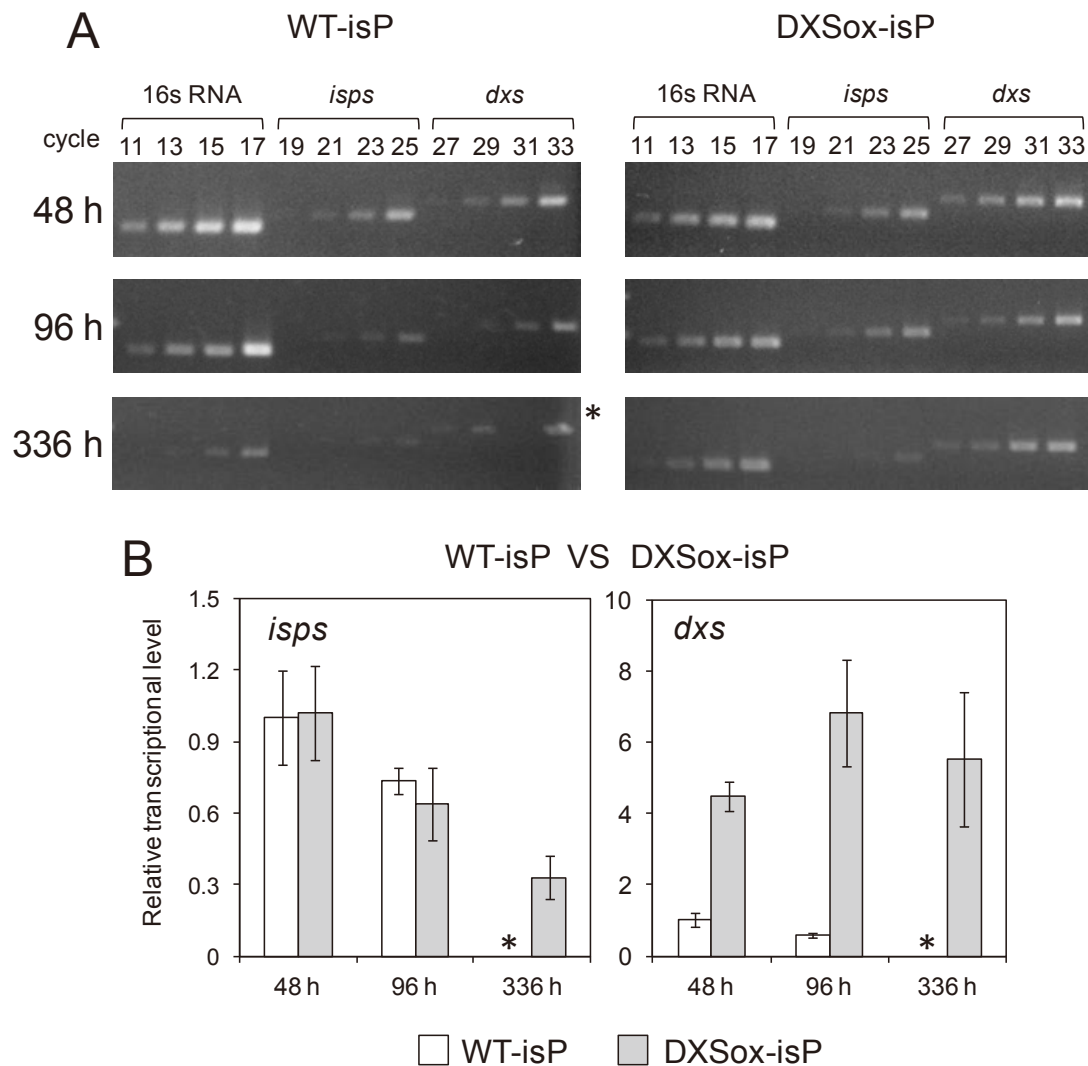 A
WT-isP DXSox-isP
16s RNA isps dxs 16s RNA isps dxs
cycle 11 13 15 17 19 21 23 25 27 29 31 33 11 13 15 17 19 21 23 25 27 29 31 33
48 h
96 h
336 h *
B WT-isP VS DXSox-isP
Relative transcriptional level
1.5
1.2
0.9
0.6
0.3
0
isps
*
48 h 96 h 336 h
10
8
6
4
2
0
dxs
*
48 h 96 h 336 h
WT-isP DXSox-isP